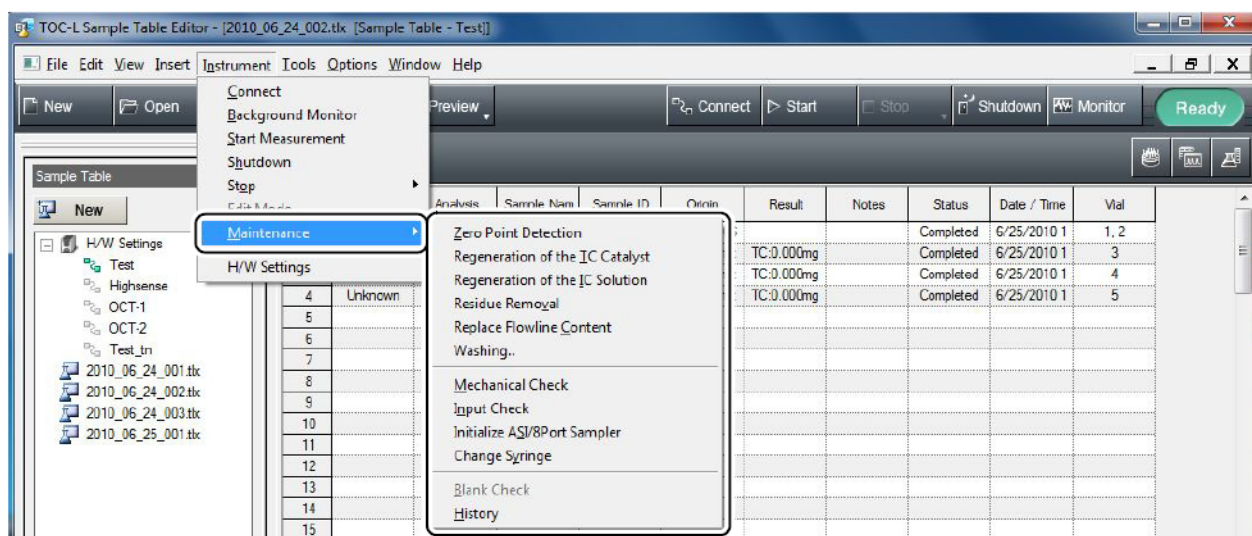 TOC-L Sample Table Editor - [2010_06_24_002.tlx [Sample Table - Test]]
File Edit View Insert Instrument Tools Options Window Help
New Open Preview Connect Start Stop Shutdown Monitor Ready
Connect
Background Monitor
Start Measurement
Shutdown
Stop
Edit Mode
Maintenance
H/W Settings
Sample Table
New
H/W Settings
Test
Highsense
OCT-1
OCT-2
Test_tn
2010_06_24_001.tlx
2010_06_24_002.tlx
2010_06_24_003.tlx
2010_06_25_001.tlx
Analysis Sample Nam Sample ID Origin Result Notes Status Date / Time Vial
Completed 6/25/2010 1 1, 2
TC:0.000mg Completed 6/25/2010 1 3
TC:0.000mg Completed 6/25/2010 1 4
4 Unknown TC:0.000mg Completed 6/25/2010 1 5
5
6
7
8
9
10
11
12
13
14
15
Zero Point Detection
Regeneration of the TC Catalyst
Regeneration of the IC Solution
Residue Removal
Replace Flowline Content
Washing..
Mechanical Check
Input Check
Initialize ASI/8Port Sampler
Change Syringe
Blank Check
History